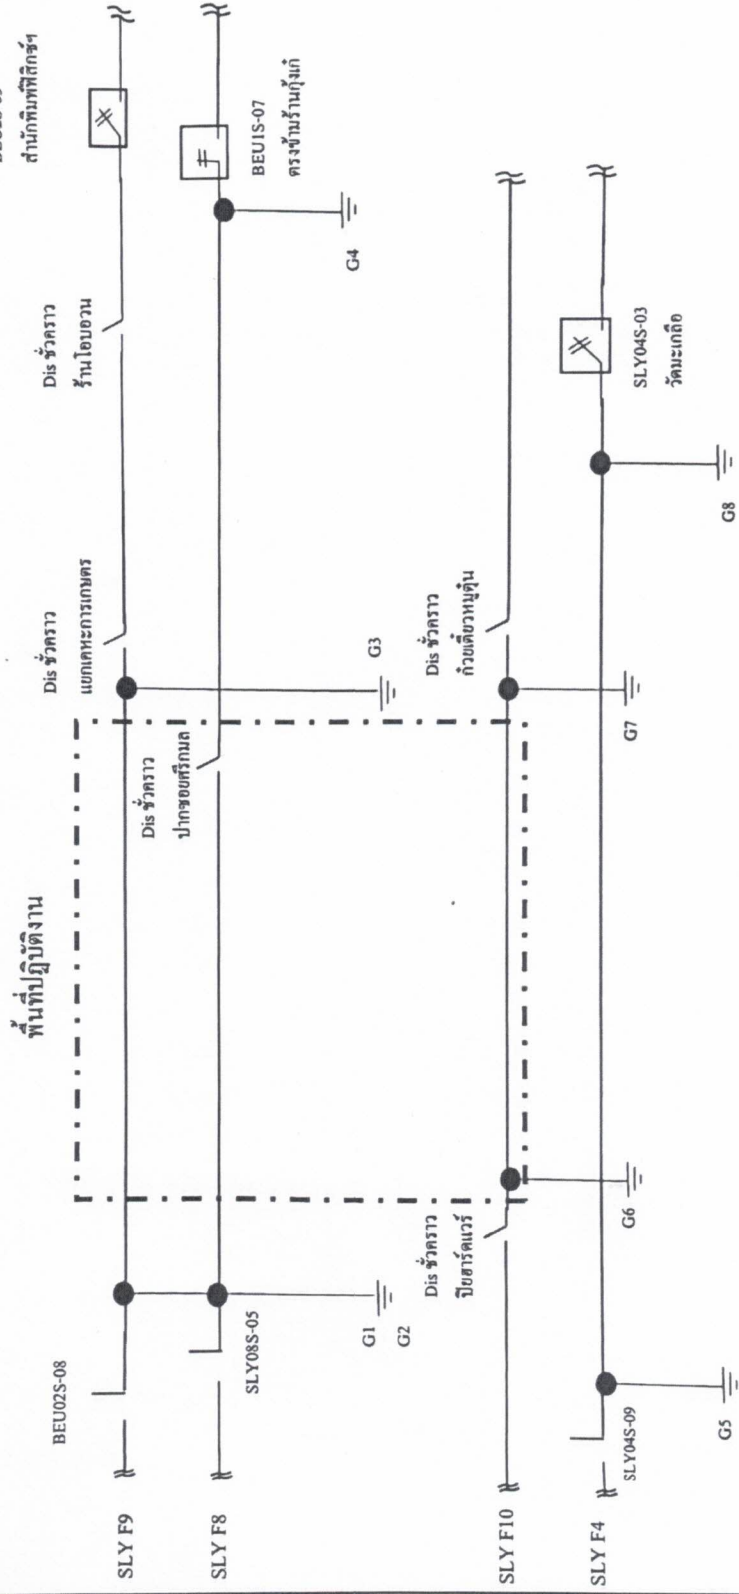 พื้นที่ปฏิบัติงาน
สำนักพิมพ์ฟิสิกซ์ฯ
BEU02S-08
Dis ชั่วคราว
แยกเคหะการเกษตร
Dis ชั่วคราว
ร้านโอบอวน
SLY F9
Dis ชั่วคราว
ปากซอยศรีกมล
SLY F8
SLY08S-05
BEU1S-07
ตรงข้ามร้านกุ้งเก๋
G1
G2
G3
G4
Dis ชั่วคราว
ปิยฮาร์ดแวร์
Dis ชั่วคราว
ก๋วยเตี๋ยวหมูตุ๋น
SLY F10
G6
G7
SLY F4
SLY04S-09
SLY04S-03
วัดมะเกลือ
G5
G8